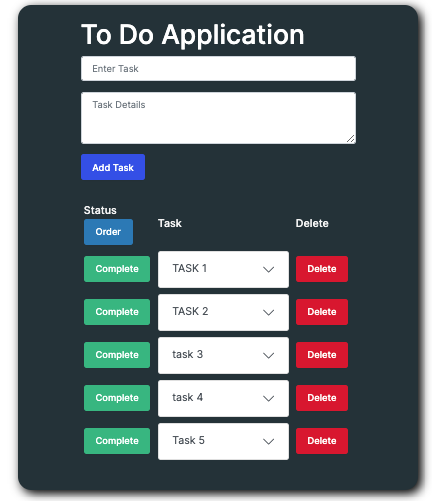 To Do Application
Enter Task
Task Details
Add Task
Status
Order Task Delete
Complete TASK 1 Delete
Complete TASK 2 Delete
Complete task 3 Delete
Complete task 4 Delete
Complete Task 5 Delete